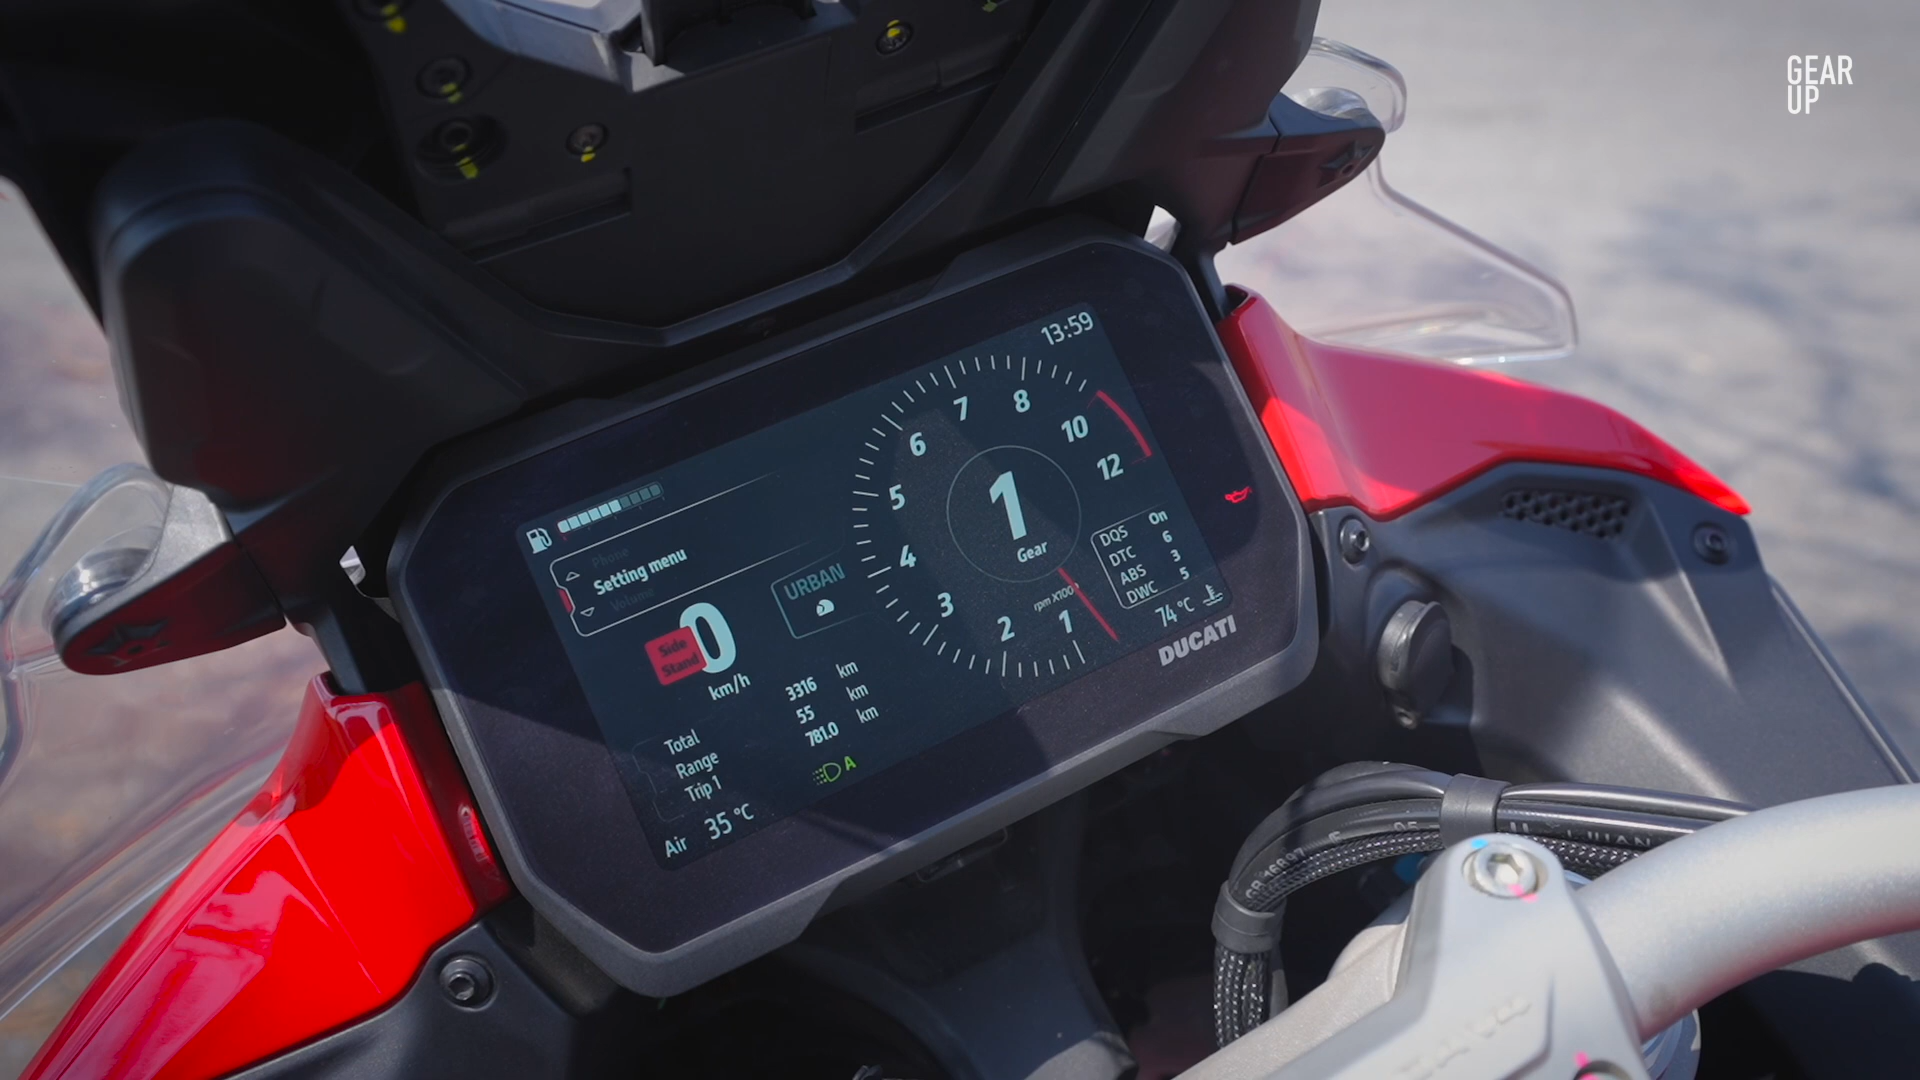 GEAR
UP
13:59
7
8
6
10
5
12
1
Gear
4
3
2
1
Phone
Setting menu
Volume
URBAN
DQS On
DTC 6
ABS 3
DWC 5
74 °C
DUCATI
Side
Stand
0
km/h
Total 3316 km
Range 55 km
Trip 1 781.0 km
A
Air 35 °C